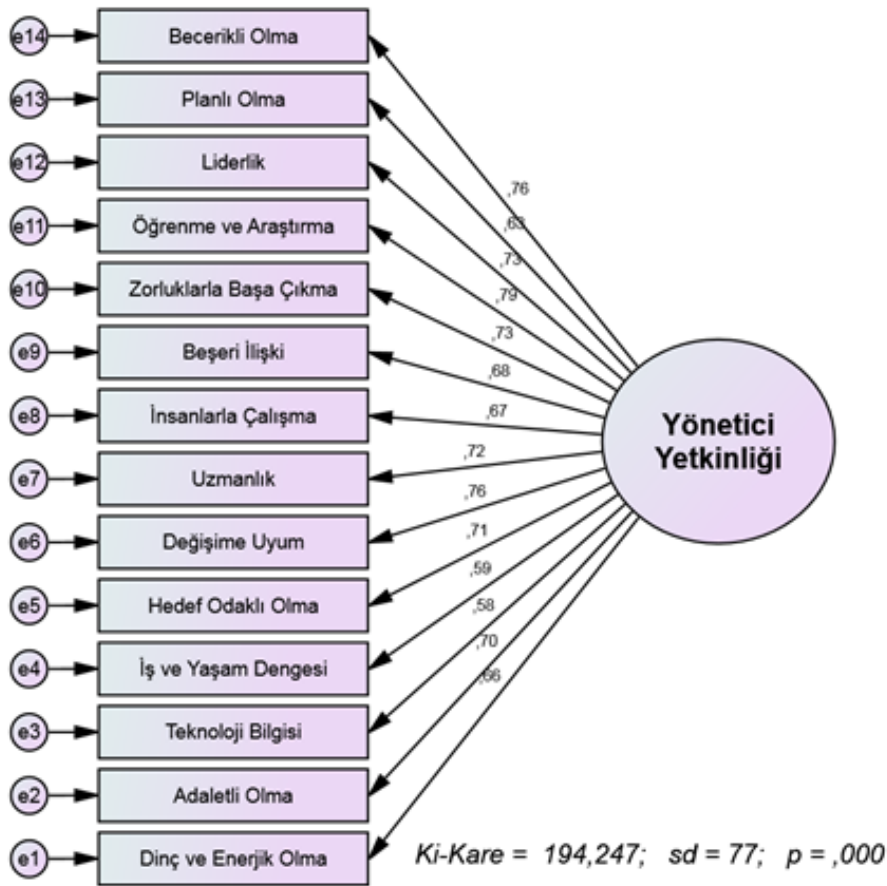 e14 Becerikli Olma
e13 Planlı Olma
e12 Liderlik
e11 Öğrenme ve Araştırma
e10 Zorluklarla Başa Çıkma
e9 Beşeri İlişki
e8 İnsanlarla Çalışma
e7 Uzmanlık
e6 Değişime Uyum
e5 Hedef Odaklı Olma
e4 İş ve Yaşam Dengesi
e3 Teknoloji Bilgisi
e2 Adaletli Olma
e1 Dinç ve Enerjik Olma
,76
,63
,73
,79
,73
,68
,67
,72
,76
,71
,59
,58
,70
,66
Yönetici
Yetkinliği
Ki-Kare = 194,247; sd = 77; p = ,000